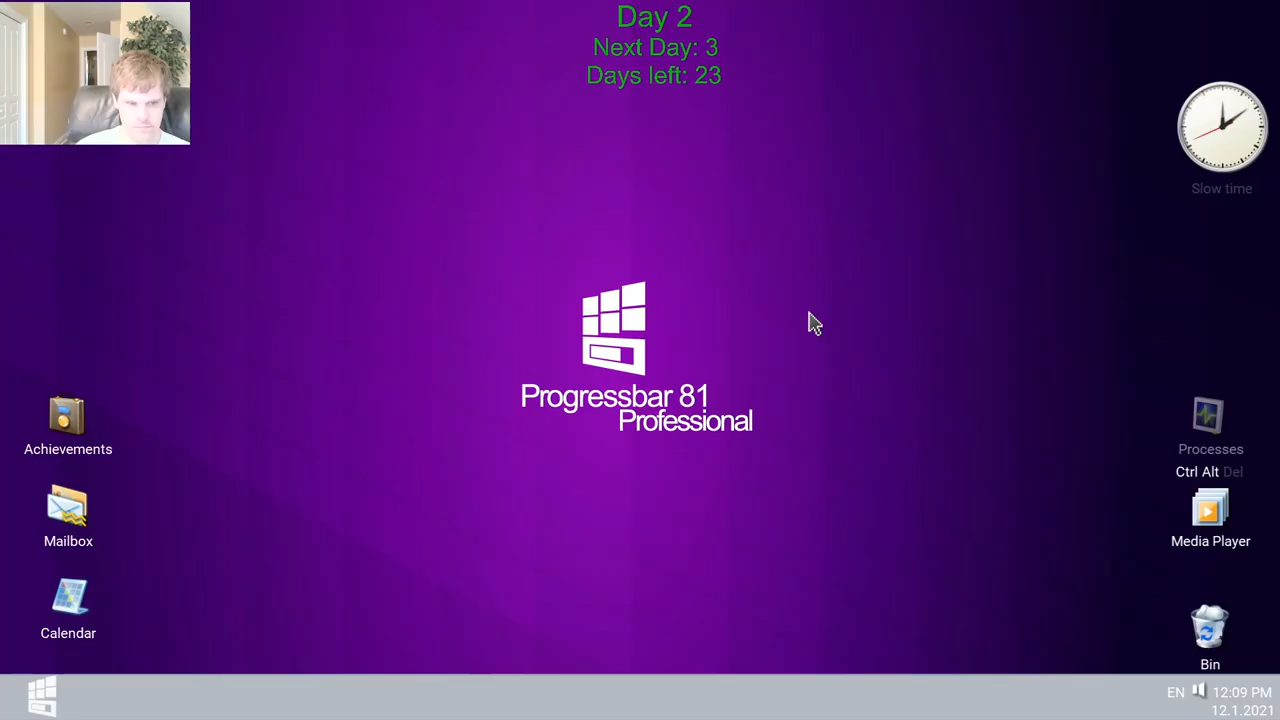 Day 2
Next Day: 3
Days left: 23
Slow time
Progressbar 81
Professional
Achievements
Mailbox
Calendar
Processes
Ctrl Alt Del
Media Player
Bin
EN 12:09 PM
12.1.2021